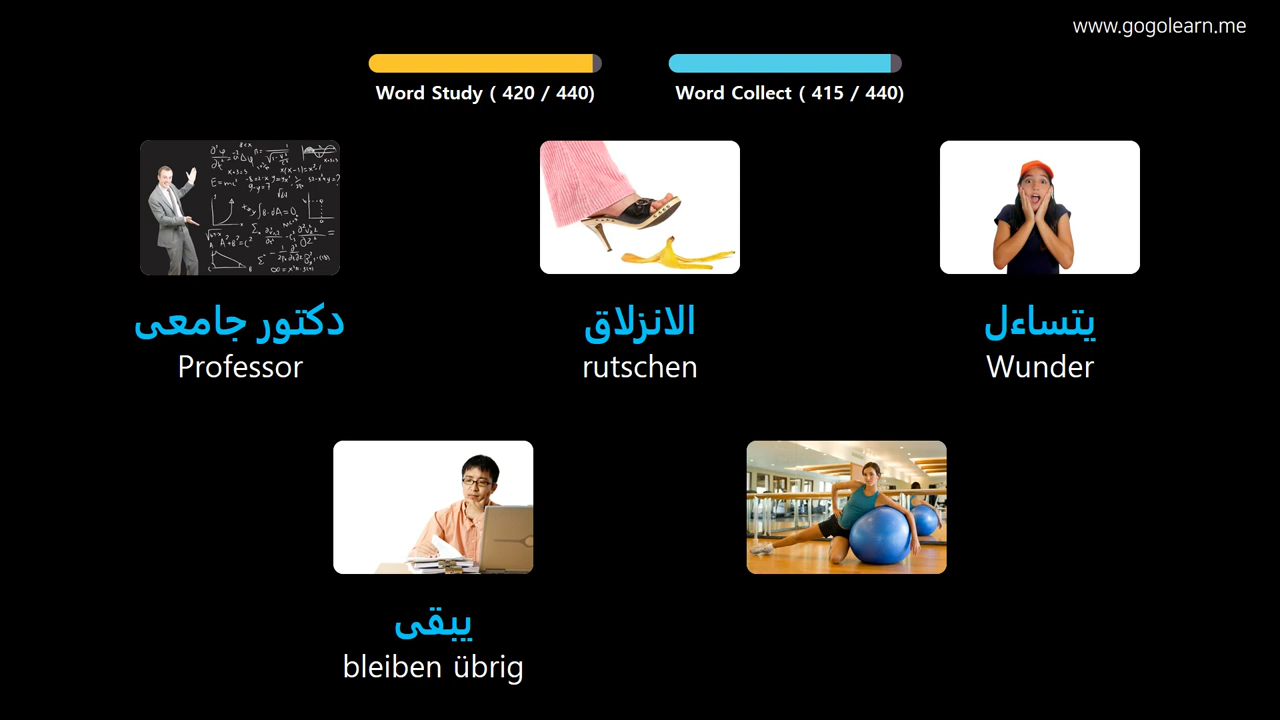 www.gogolearn.me
Word Study ( 420 / 440)
Word Collect ( 415 / 440)
دكتور جامعى
Professor
الانزلاق
rutschen
يتساءل
Wunder
يبقى
bleiben übrig